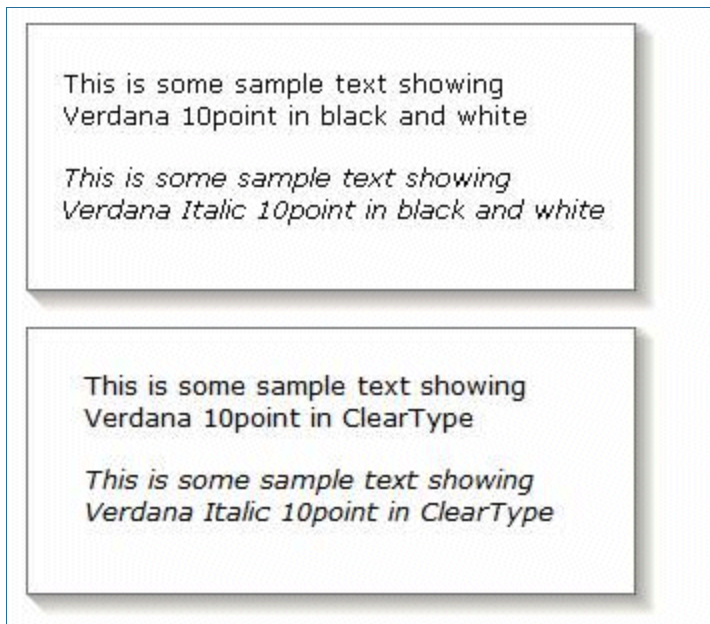 This is some sample text showing
Verdana 10point in black and white
This is some sample text showing
Verdana Italic 10point in black and white
This is some sample text showing
Verdana 10point in ClearType
This is some sample text showing
Verdana Italic 10point in ClearType